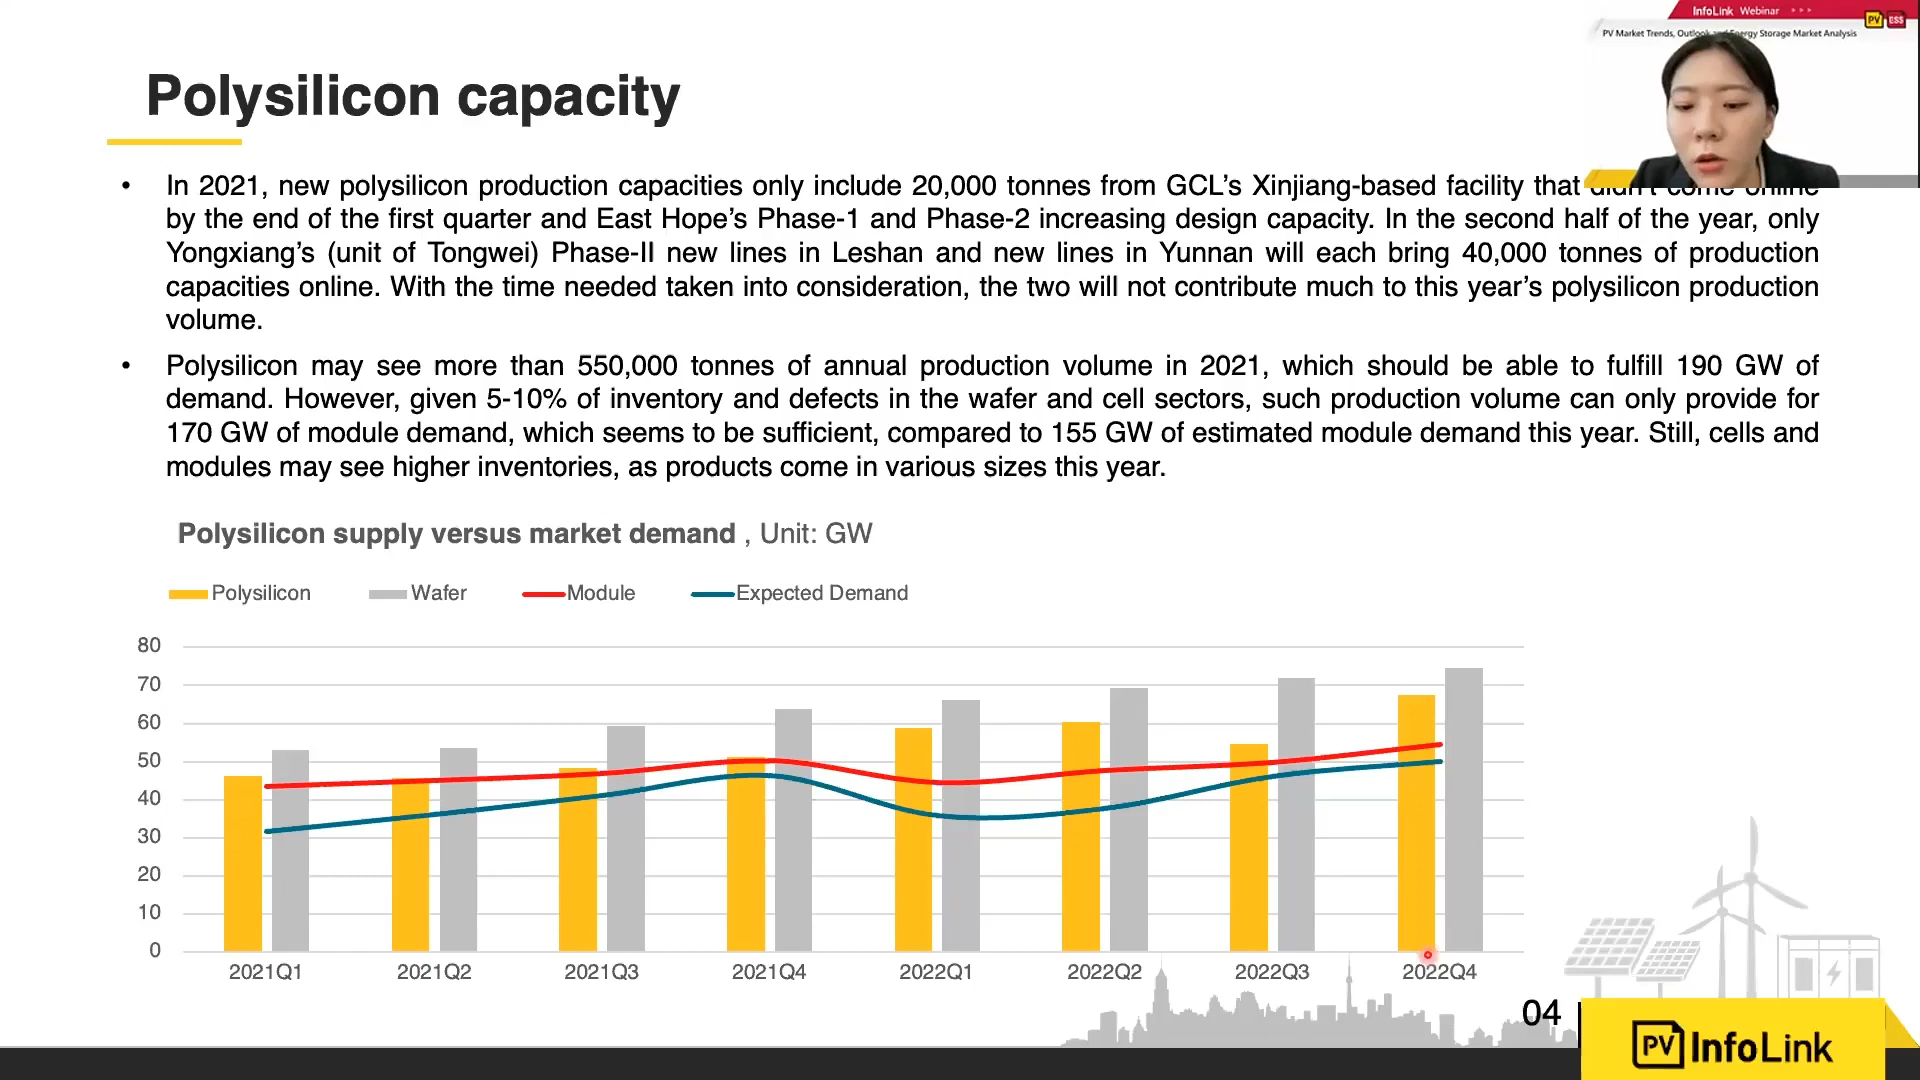 InfoLink Webinar
PV ESS
PV Market Trends, Outlook and Energy Storage Market Analysis
Polysilicon capacity
• In 2021, new polysilicon production capacities only include 20,000 tonnes from GCL’s Xinjiang-based facility that didn't come online
by the end of the first quarter and East Hope’s Phase-1 and Phase-2 increasing design capacity. In the second half of the year, only
Yongxiang’s (unit of Tongwei) Phase-II new lines in Leshan and new lines in Yunnan will each bring 40,000 tonnes of production
capacities online. With the time needed taken into consideration, the two will not contribute much to this year’s polysilicon production
volume.
• Polysilicon may see more than 550,000 tonnes of annual production volume in 2021, which should be able to fulfill 190 GW of
demand. However, given 5-10% of inventory and defects in the wafer and cell sectors, such production volume can only provide for
170 GW of module demand, which seems to be sufficient, compared to 155 GW of estimated module demand this year. Still, cells and
modules may see higher inventories, as products come in various sizes this year.
Polysilicon supply versus market demand , Unit: GW
Polysilicon Wafer Module Expected Demand
80
70
60
50
40
30
20
10
0
2021Q1 2021Q2 2021Q3 2021Q4 2022Q1 2022Q2 2022Q3 2022Q4
04
PV InfoLink